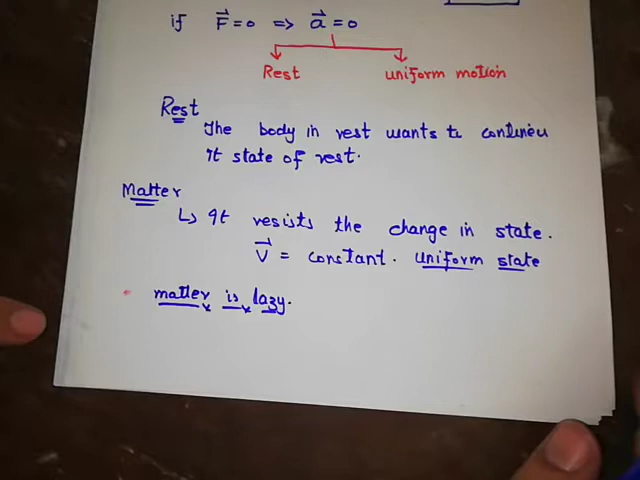 if F⃗ = 0 => a⃗ = 0
Rest uniform motion
Rest
The body in rest wants to continue
It state of rest.
Matter
↳ It resists the change in state.
V⃗ = constant. uniform state
matter is lazy.